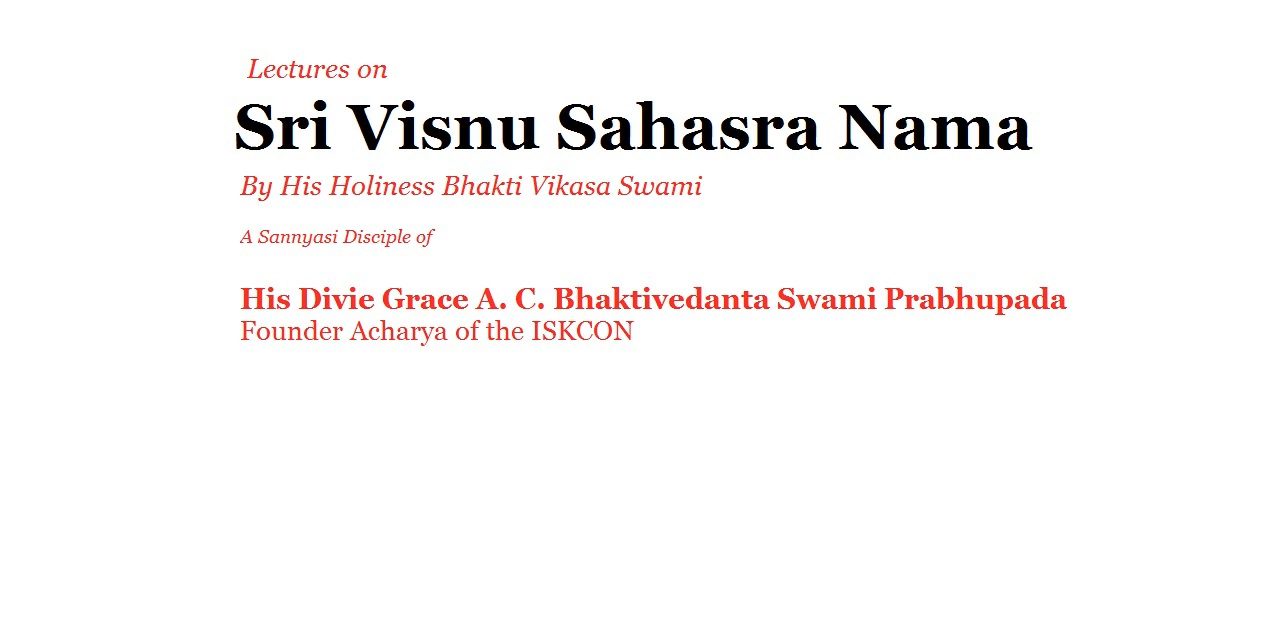 Lectures on
Sri Visnu Sahasra Nama
By His Holiness Bhakti Vikasa Swami
A Sannyasi Disciple of
His Divie Grace A. C. Bhaktivedanta Swami Prabhupada
Founder Acharya of the ISKCON